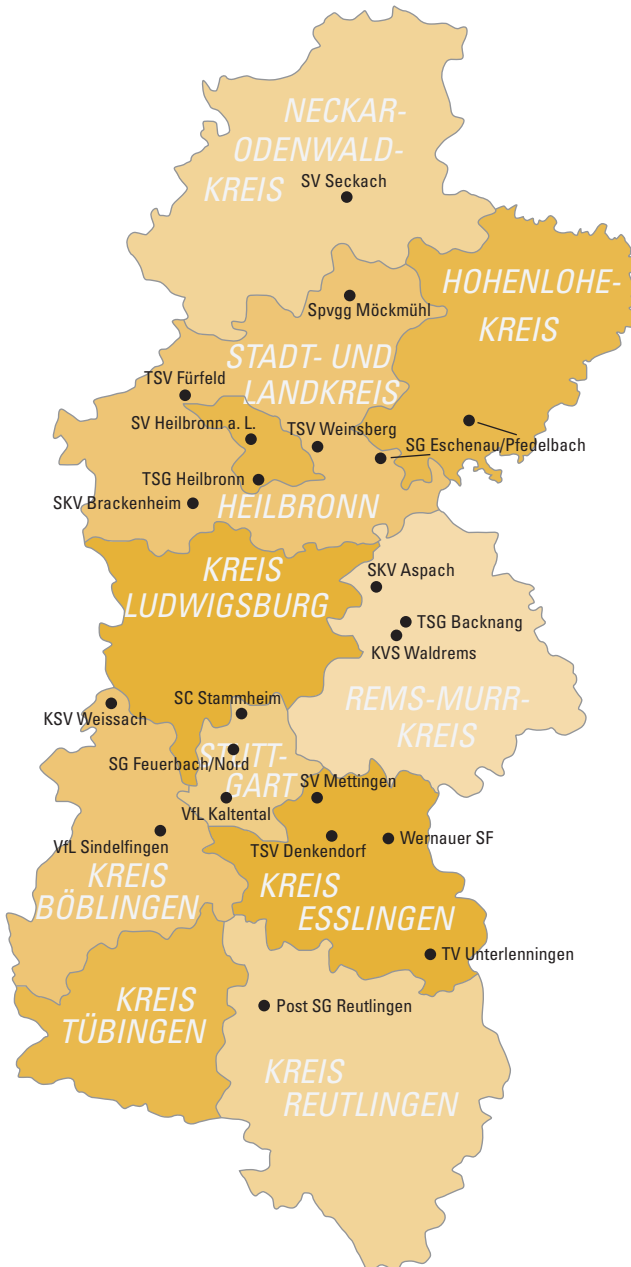 NECKAR-
ODENWALD-
KREIS
SV Seckach
HOHENLOHE-
KREIS
Spvgg Möckmühl
STADT- UND
LANDKREIS
TSV Fürfeld
SV Heilbronn a. L.
TSV Weinsberg
SG Eschenau/Pfedelbach
TSG Heilbronn
SKV Brackenheim
HEILBRONN
KREIS
LUDWIGSBURG
SKV Aspach
TSG Backnang
KVS Waldrems
REMS-MURR-
KREIS
SC Stammheim
KSV Weissach
STUTT-
GART
SG Feuerbach/Nord
SV Mettingen
VfL Kaltental
VfL Sindelfingen
TSV Denkendorf
Wernauer SF
KREIS
BÖBLINGEN
KREIS
ESSLINGEN
TV Unterlenningen
KREIS
TÜBINGEN
Post SG Reutlingen
KREIS
REUTLINGEN